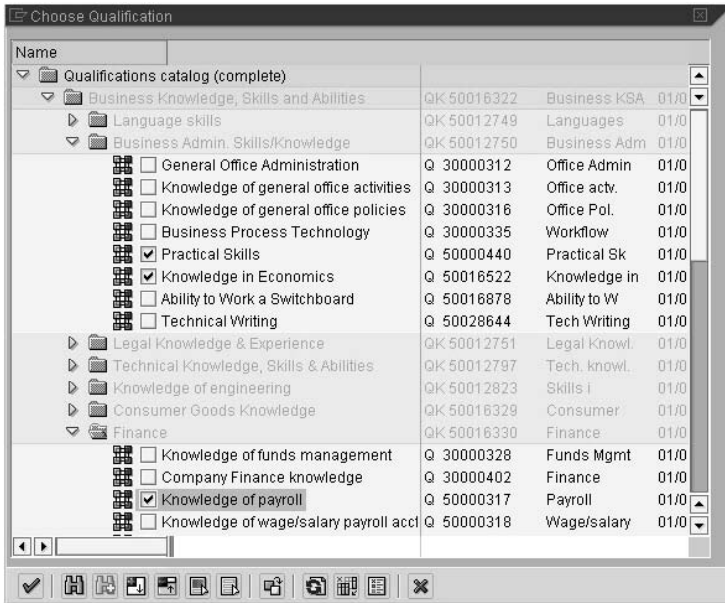 Choose Qualification
Name
Qualifications catalog (complete)
Business Knowledge, Skills and Abilities QK 50016322 Business KSA 01/0
Language skills QK 50012749 Languages 01/0
Business Admin. Skills/Knowledge QK 50012750 Business Adm 01/0
General Office Administration Q 30000312 Office Admin 01/0
Knowledge of general office activities Q 30000313 Office actv. 01/0
Knowledge of general office policies Q 30000316 Office Pol. 01/0
Business Process Technology Q 30000335 Workflow 01/0
Practical Skills Q 50000440 Practical Sk 01/0
Knowledge in Economics Q 50016522 Knowledge in 01/0
Ability to Work a Switchboard Q 50016878 Ability to W 01/0
Technical Writing Q 50028644 Tech Writing 01/0
Legal Knowledge & Experience QK 50012751 Legal Knowl. 01/0
Technical Knowledge, Skills & Abilities QK 50012797 Tech. knowl. 01/0
Knowledge of engineering QK 50012823 Skills i 01/0
Consumer Goods Knowledge QK 50016329 Consumer 01/0
Finance QK 50016330 Finance 01/0
Knowledge of funds management Q 30000328 Funds Mgmt 01/0
Company Finance knowledge Q 30000402 Finance 01/0
Knowledge of payroll Q 50000317 Payroll 01/0
Knowledge of wage/salary payroll acct Q 50000318 Wage/salary 01/0